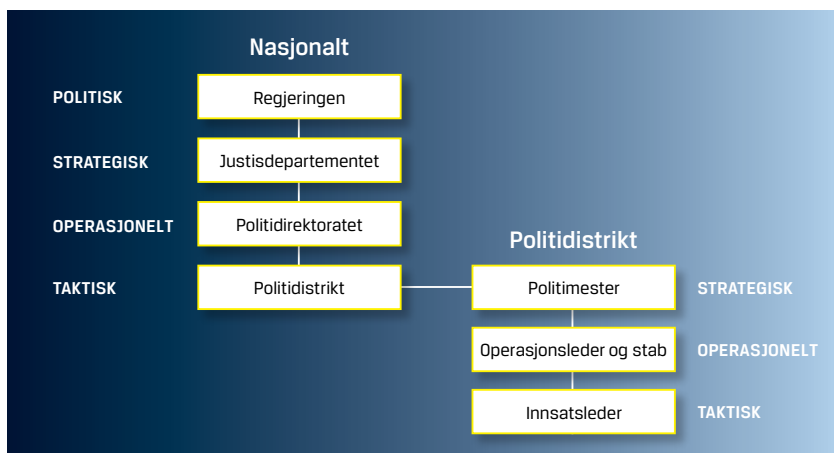 Nasjonalt
POLITISK
Regjeringen
STRATEGISK
Justisdepartementet
OPERASJONELT
Politidirektoratet
TAKTISK
Politidistrikt
Politidistrikt
Politimester
STRATEGISK
Operasjonsleder og stab
OPERASJONELT
Innsatsleder
TAKTISK